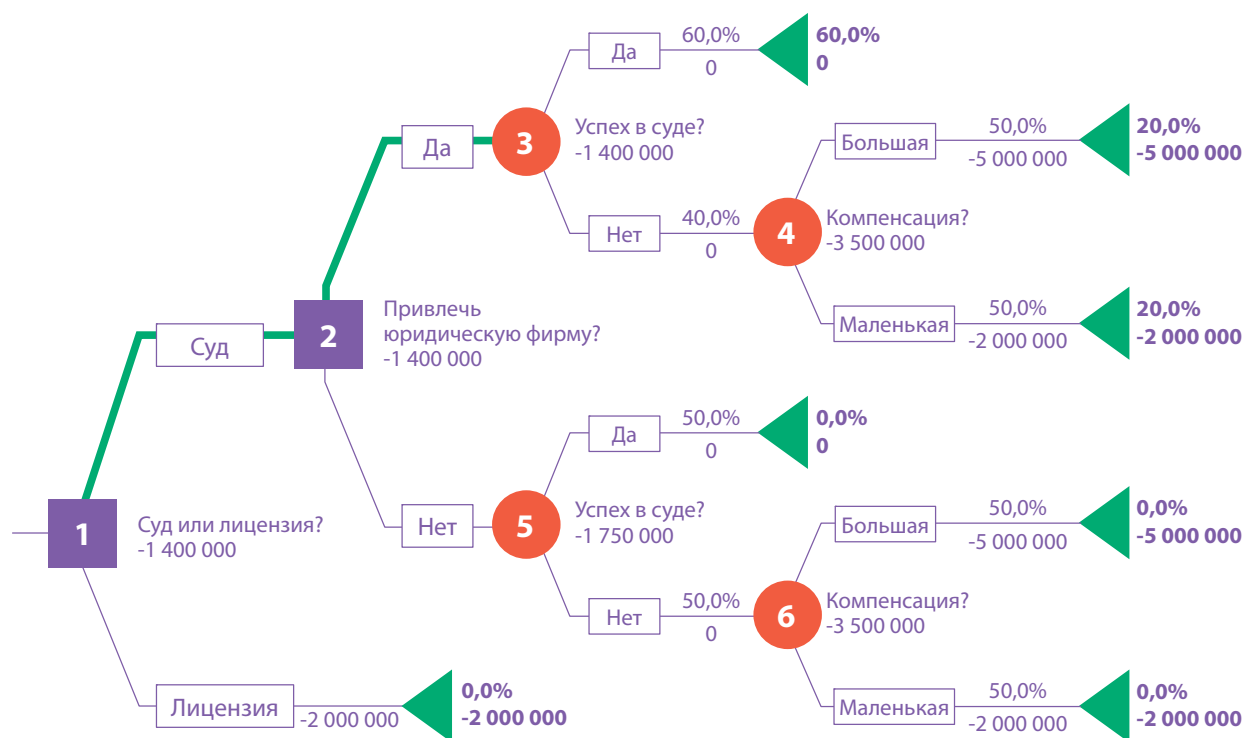 60,0%
60,0%
Да
0
0
3
Успех в суде?
-1 400 000
Да
50,0%
20,0%
Большая
-5 000 000
-5 000 000
40,0%
Нет
0
4
Компенсация?
-3 500 000
50,0%
20,0%
Маленькая
-2 000 000
-2 000 000
Суд
2
Привлечь
юридическую фирму?
-1 400 000
50,0%
0,0%
Да
0
0
1
Суд или лицензия?
-1 400 000
Нет
5
Успех в суде?
-1 750 000
50,0%
0,0%
Большая
-5 000 000
-5 000 000
50,0%
Нет
0
6
Компенсация?
-3 500 000
50,0%
0,0%
Маленькая
-2 000 000
-2 000 000
Лицензия
-2 000 000
0,0%
-2 000 000